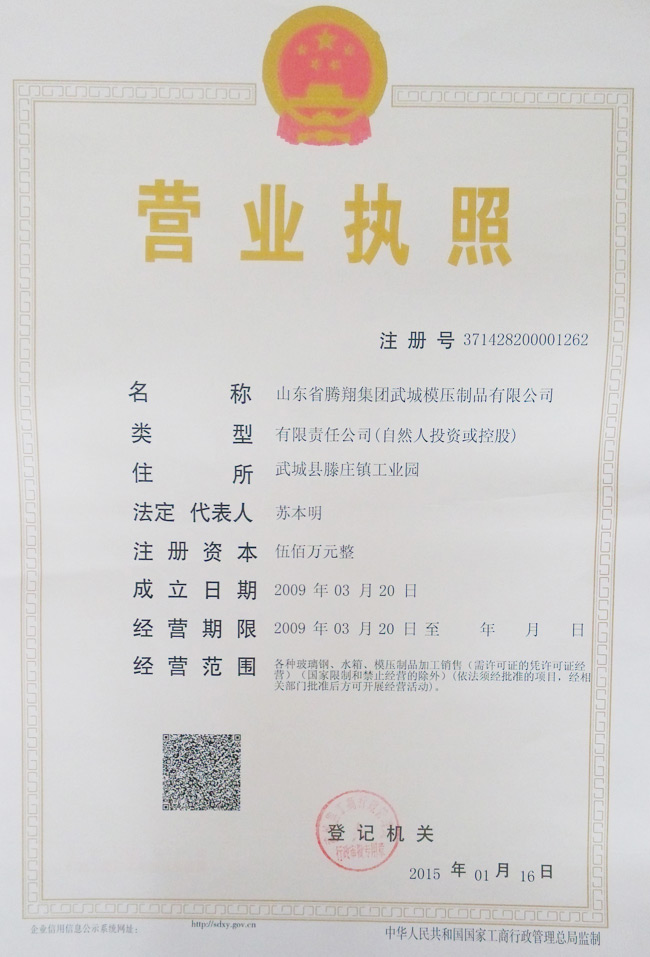 营业执照
注册号 371428200001262
名称 山东省腾翔集团武城模压制品有限公司
类型 有限责任公司(自然人投资或控股)
住所 武城县滕庄镇工业园
法定代表人 苏本明
注册资本 伍佰万元整
成立日期 2009 年 03 月 20 日
经营期限 2009 年 03 月 20 日 至 年 月 日
经营范围 各种玻璃钢、水箱、模压制品加工销售（需许可证的凭许可证经
营）（国家限制和禁止经营的除外）(依法须经批准的项目，经相
关部门批准后方可开展经营活动)。
登记机关
行政审批专用章
2015 年 01 月 16 日
企业信用信息公示系统网址： http://sdxy.gov.cn 中华人民共和国国家工商行政管理总局监制